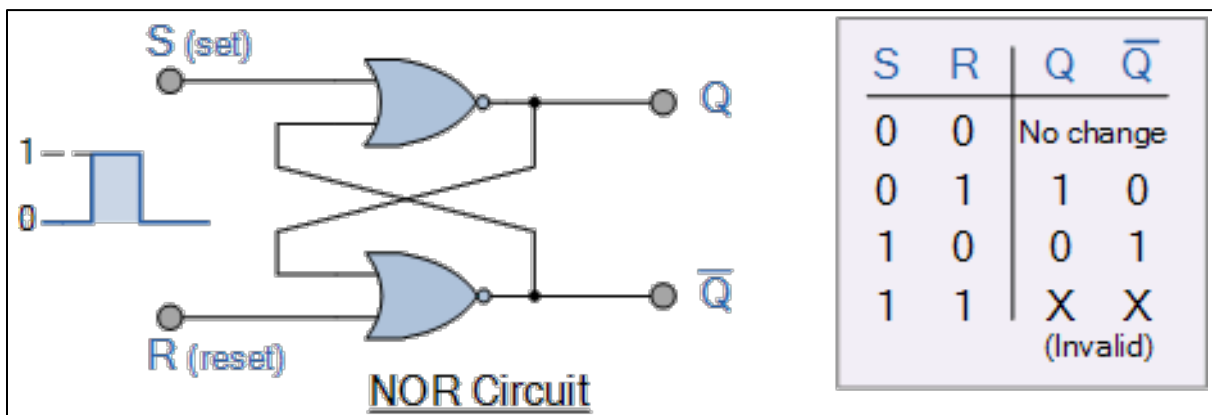 S (set)
Q
1
0
Q̅
R (reset)
NOR Circuit
S R Q Q̅
0 0 No change
0 1 1 0
1 0 0 1
1 1 X X
(Invalid)